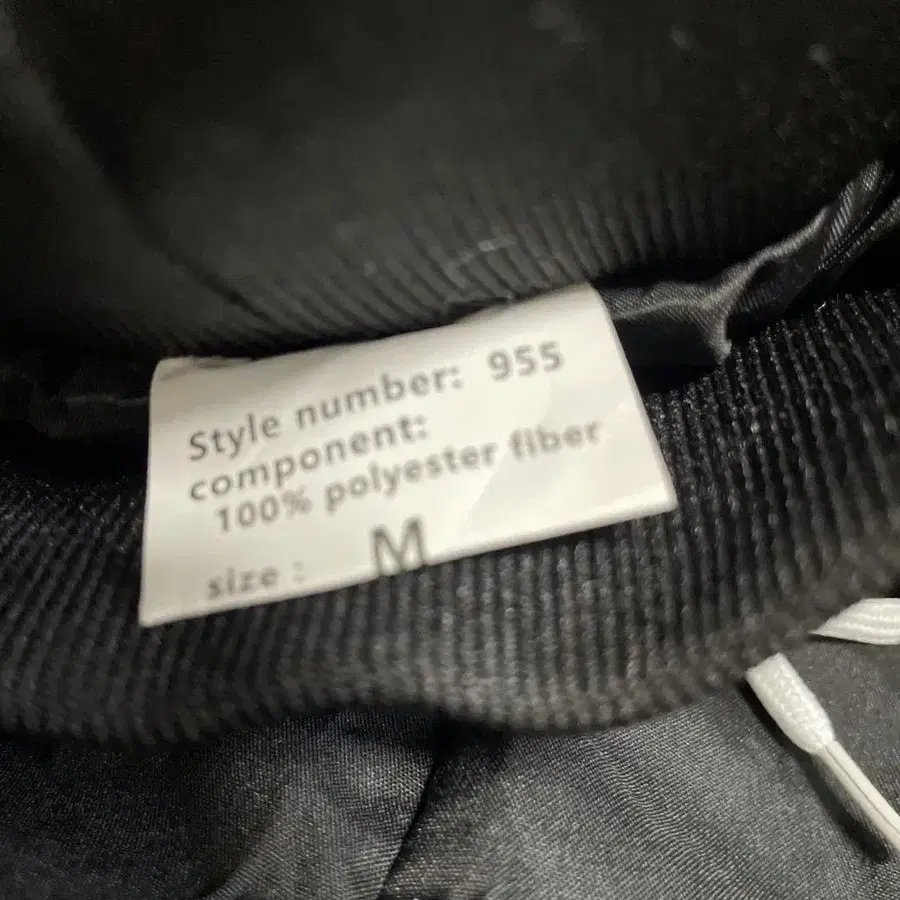 Style number: 955
component:
100% polyester fiber
size : M